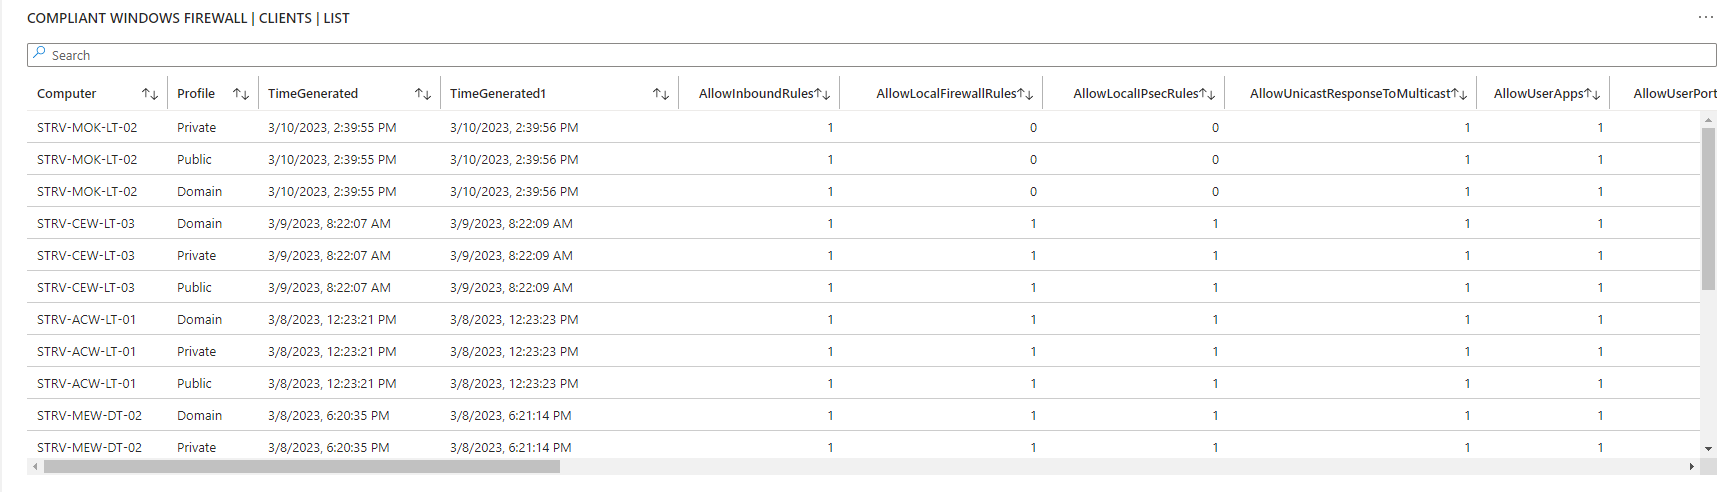 COMPLIANT WINDOWS FIREWALL | CLIENTS | LIST
Search
Computer Profile TimeGenerated TimeGenerated1 AllowInboundRules AllowLocalFirewallRules AllowLocalIPsecRules AllowUnicastResponseToMulticast AllowUserApps AllowUserPort
STRV-MOK-LT-02 Private 3/10/2023, 2:39:55 PM 3/10/2023, 2:39:56 PM 1 0 0 1 1
STRV-MOK-LT-02 Public 3/10/2023, 2:39:55 PM 3/10/2023, 2:39:56 PM 1 0 0 1 1
STRV-MOK-LT-02 Domain 3/10/2023, 2:39:55 PM 3/10/2023, 2:39:56 PM 1 0 0 1 1
STRV-CEW-LT-03 Domain 3/9/2023, 8:22:07 AM 3/9/2023, 8:22:09 AM 1 1 1 1 1
STRV-CEW-LT-03 Private 3/9/2023, 8:22:07 AM 3/9/2023, 8:22:09 AM 1 1 1 1 1
STRV-CEW-LT-03 Public 3/9/2023, 8:22:07 AM 3/9/2023, 8:22:09 AM 1 1 1 1 1
STRV-ACW-LT-01 Domain 3/8/2023, 12:23:21 PM 3/8/2023, 12:23:23 PM 1 1 1 1 1
STRV-ACW-LT-01 Private 3/8/2023, 12:23:21 PM 3/8/2023, 12:23:23 PM 1 1 1 1 1
STRV-ACW-LT-01 Public 3/8/2023, 12:23:21 PM 3/8/2023, 12:23:23 PM 1 1 1 1 1
STRV-MEW-DT-02 Domain 3/8/2023, 6:20:35 PM 3/8/2023, 6:21:14 PM 1 1 1 1 1
STRV-MEW-DT-02 Private 3/8/2023, 6:20:35 PM 3/8/2023, 6:21:14 PM 1 1 1 1 1